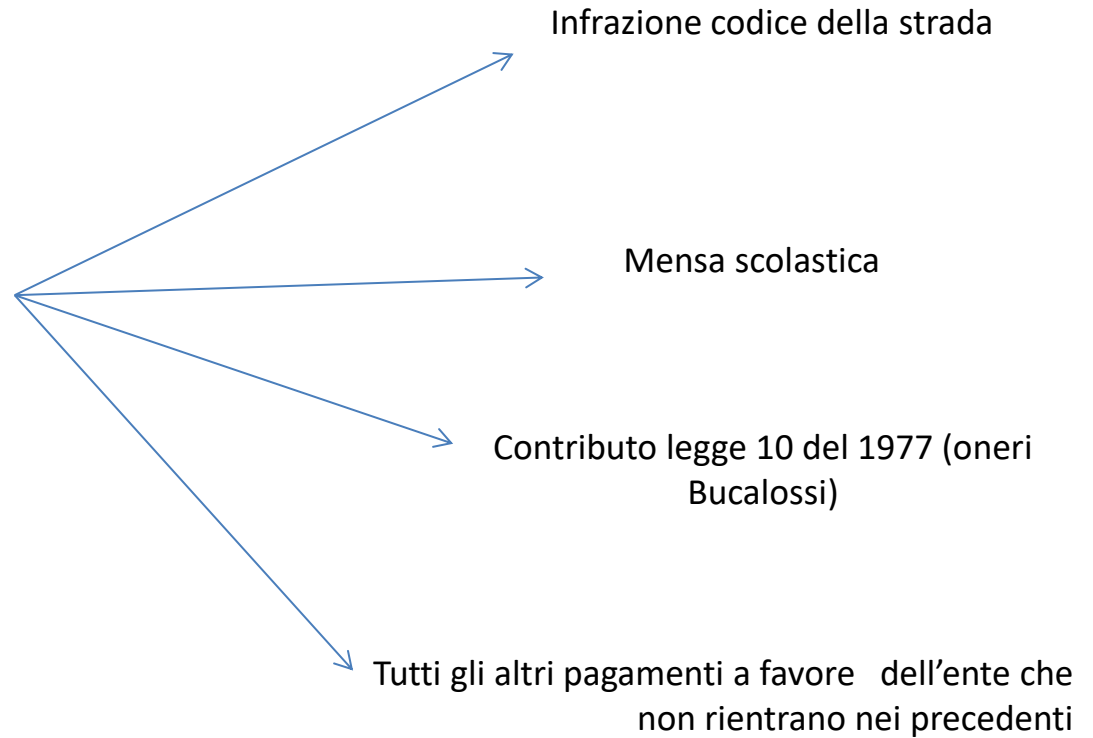 Infrazione codice della strada
Mensa scolastica
Contributo legge 10 del 1977 (oneri
Bucalossi)
Tutti gli altri pagamenti a favore dell’ente che
non rientrano nei precedenti